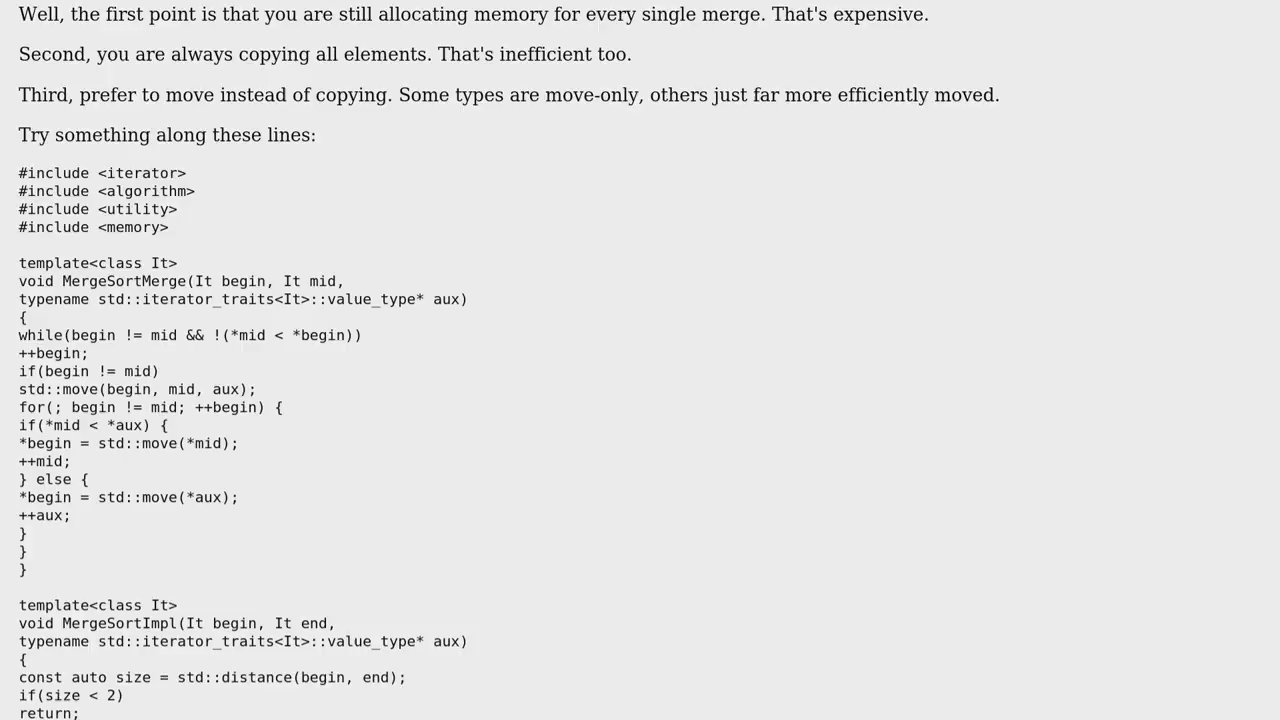 Well, the first point is that you are still allocating memory for every single merge. That's expensive.
Second, you are always copying all elements. That's inefficient too.
Third, prefer to move instead of copying. Some types are move-only, others just far more efficiently moved.
Try something along these lines:
#include <iterator>
#include <algorithm>
#include <utility>
#include <memory>
template<class It>
void MergeSortMerge(It begin, It mid,
typename std::iterator_traits<It>::value_type* aux)
{
while(begin != mid && !(*mid < *begin))
++begin;
if(begin != mid)
std::move(begin, mid, aux);
for(; begin != mid; ++begin) {
if(*mid < *aux) {
*begin = std::move(*mid);
++mid;
} else {
*begin = std::move(*aux);
++aux;
}
}
}
template<class It>
void MergeSortImpl(It begin, It end,
typename std::iterator_traits<It>::value_type* aux)
{
const auto size = std::distance(begin, end);
if(size < 2)
return;